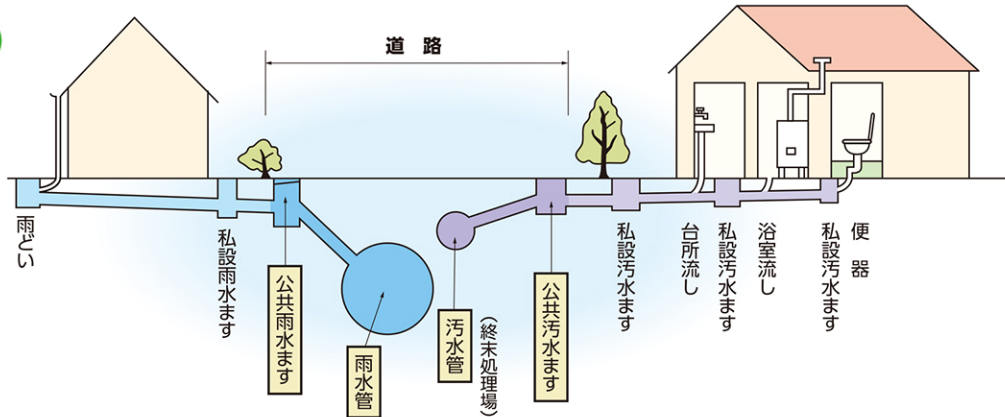 道路
雨どい
私設雨水ます
公共雨水ます
雨水管
汚水管
(終末処理場)
公共汚水ます
私設汚水ます
台所流し
私設汚水ます
浴室流し
私設汚水ます
便器